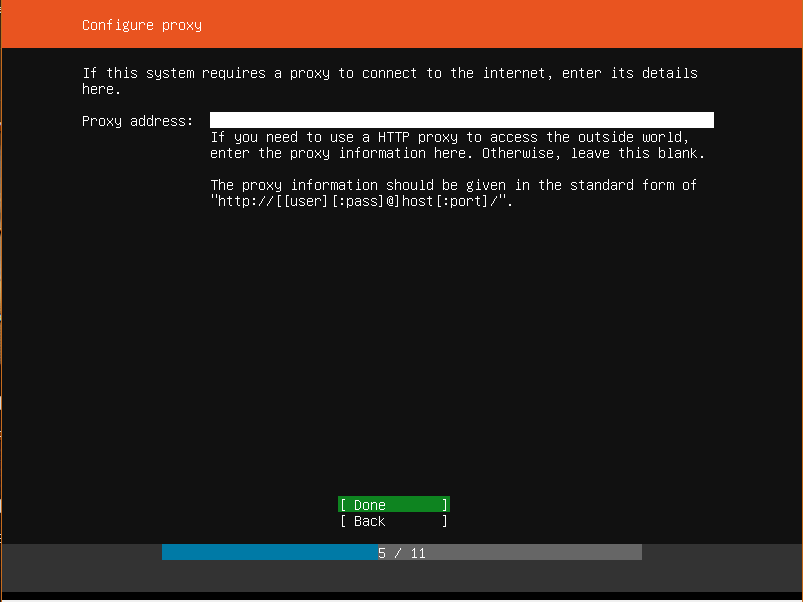 Configure proxy
If this system requires a proxy to connect to the internet, enter its details
here.
Proxy address:
If you need to use a HTTP proxy to access the outside world,
enter the proxy information here. Otherwise, leave this blank.
The proxy information should be given in the standard form of
"http://[[user][:pass]@]host[:port]/".
[ Done ]
[ Back ]
5 / 11